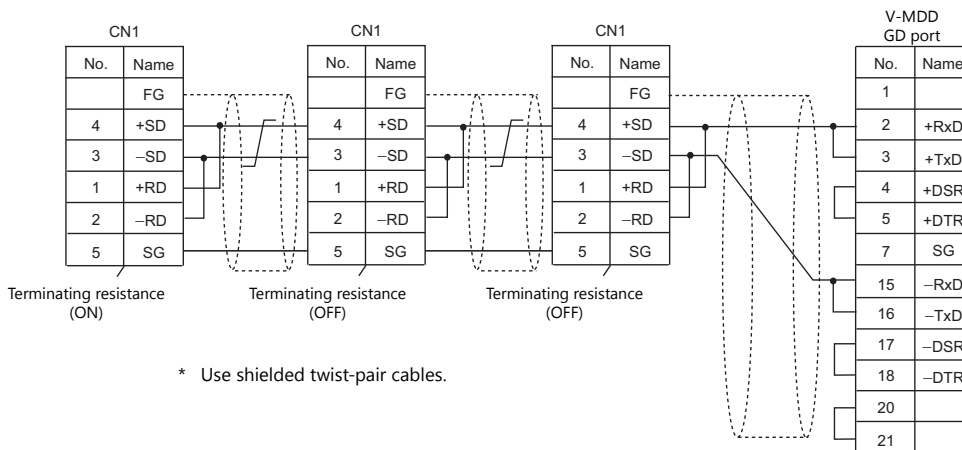 CN1
No. Name
FG
4 +SD
3 −SD
1 +RD
2 −RD
5 SG
Terminating resistance
(ON)
CN1
No. Name
FG
4 +SD
3 −SD
1 +RD
2 −RD
5 SG
Terminating resistance
(OFF)
CN1
No. Name
FG
4 +SD
3 −SD
1 +RD
2 −RD
5 SG
Terminating resistance
(OFF)
V-MDD
GD port
No. Name
1
2 +RxD
3 +TxD
4 +DSR
5 +DTR
7 SG
15 −RxD
16 −TxD
17 −DSR
18 −DTR
20
21
* Use shielded twist-pair cables.